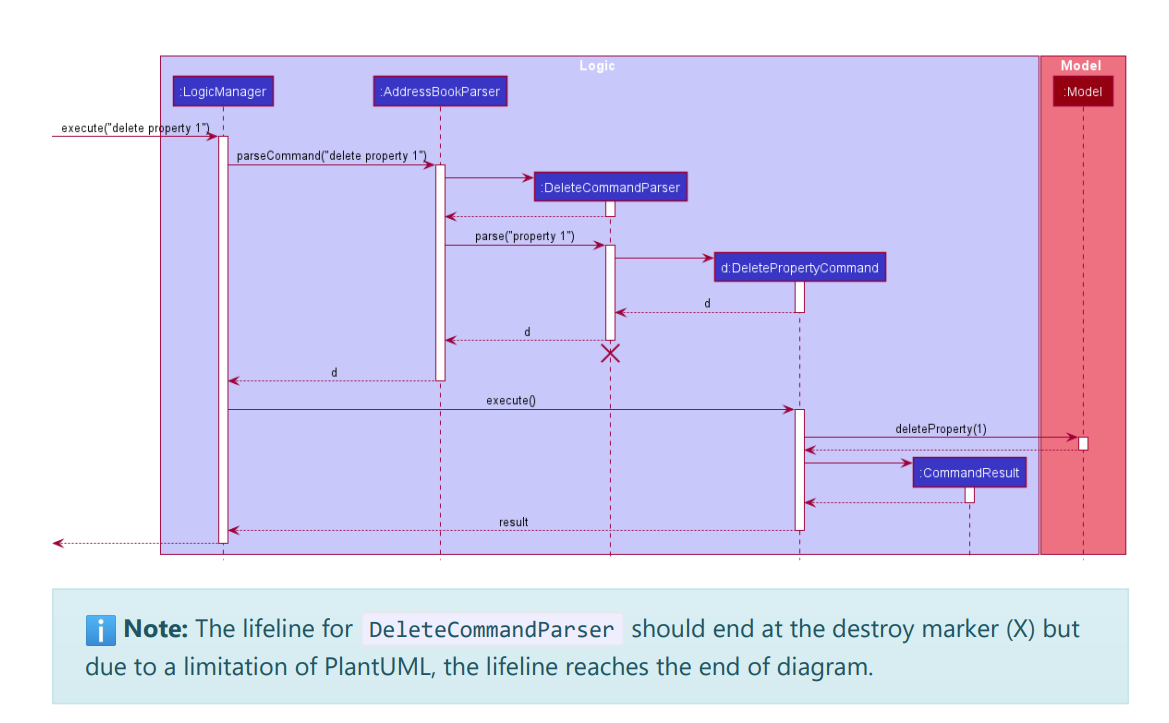 Logic
Model
:LogicManager
:AddressBookParser
:Model
execute("delete property 1")
parseCommand("delete property 1")
:DeleteCommandParser
parse("property 1")
d:DeletePropertyCommand
d
d
d
execute()
deleteProperty(1)
:CommandResult
result
i Note: The lifeline for DeleteCommandParser should end at the destroy marker (X) but
due to a limitation of PlantUML, the lifeline reaches the end of diagram.